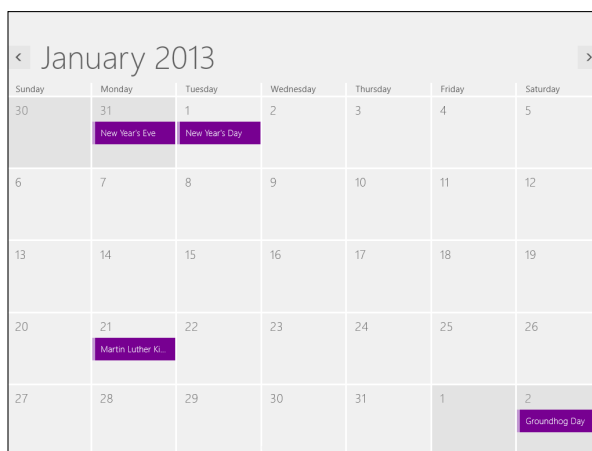 < January 2013 >
Sunday Monday Tuesday Wednesday Thursday Friday Saturday
30 31 1 2 3 4 5
New Year's Eve New Year's Day
6 7 8 9 10 11 12
13 14 15 16 17 18 19
20 21 22 23 24 25 26
Martin Luther Ki...
27 28 29 30 31 1 2
Groundhog Day